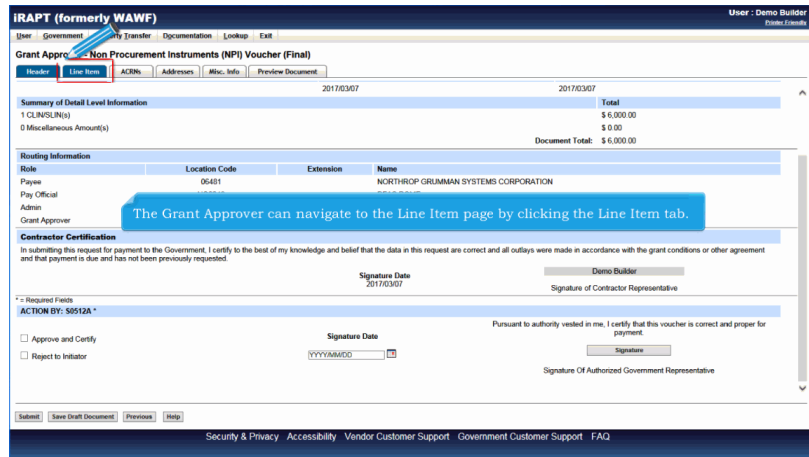 iRAPT (formerly WAWF)
User : Demo Builder
Printer Friendly
User Government Transfer Documentation Lookup Exit
Grant Non Procurement Instruments (NPI) Voucher (Final)
Header Line Item ACRNs Addresses Misc. Info Preview Document
2017/03/07 2017/03/07
Summary of Detail Level Information Total
1 CLIN/SLIN(s) $ 6,000.00
0 Miscellaneous Amount(s) $ 0.00
Document Total: $ 6,000.00
Routing Information
Role Location Code Extension Name
Payee 06481 NORTHROP GRUMMAN SYSTEMS CORPORATION
Pay Official
Admin
Grant Approver
The Grant Approver can navigate to the Line Item page by clicking the Line Item tab.
Contractor Certification
In submitting this request for payment to the Government, I certify to the best of my knowledge and belief that the data in this request are correct and all outlays were made in accordance with the grant conditions or other agreement
and that payment is due and has not been previously requested.
Signature Date
2017/03/07
Demo Builder
Signature of Contractor Representative
* = Required Fields
ACTION BY: S0512A *
Pursuant to authority vested in me, I certify that this voucher is correct and proper for
payment.
Approve and Certify
Reject to Initiator
Signature Date
YYYY/MM/DD
Signature
Signature Of Authorized Government Representative
Submit Save Draft Document Previous Help
Security & Privacy Accessibility Vendor Customer Support Government Customer Support FAQ